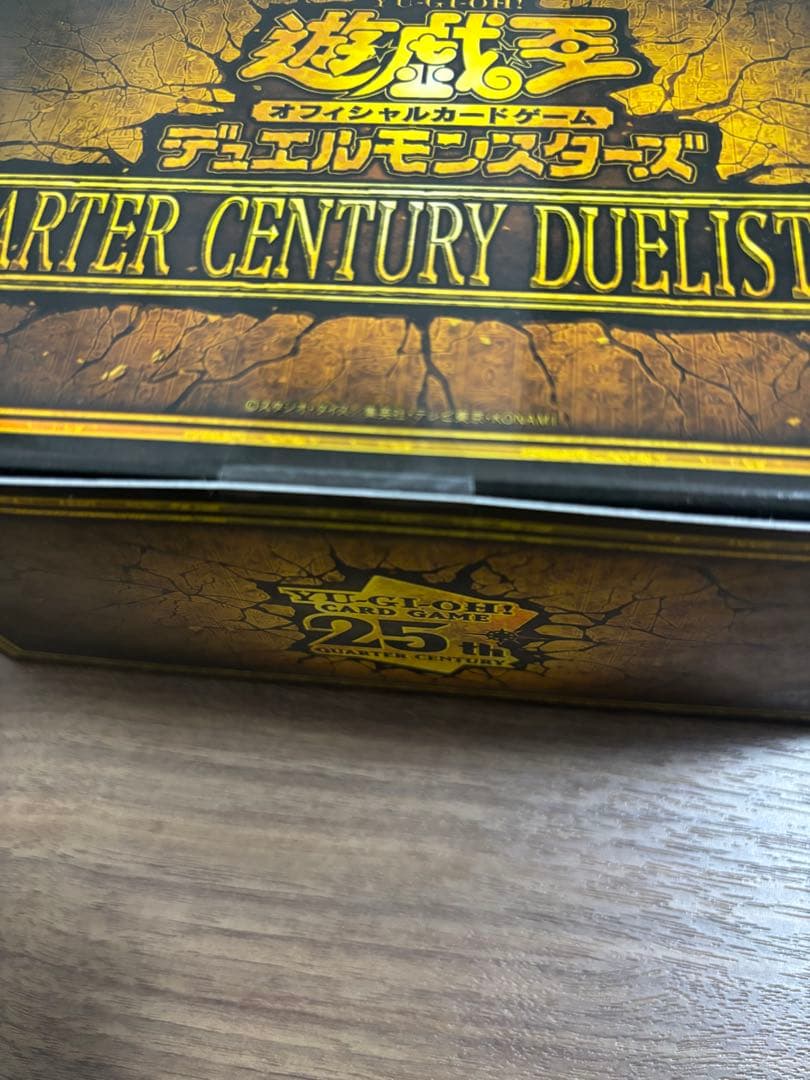 YU-GI-OH!
遊戯王
オフィシャルカードゲーム
デュエルモンスターズ
ARTER CENTURY DUELIST
©スタジオ・ダイス/集英社・テレビ東京・KONAMI
YU-GI-OH!
CARD GAME
25th
QUARTER CENTURY